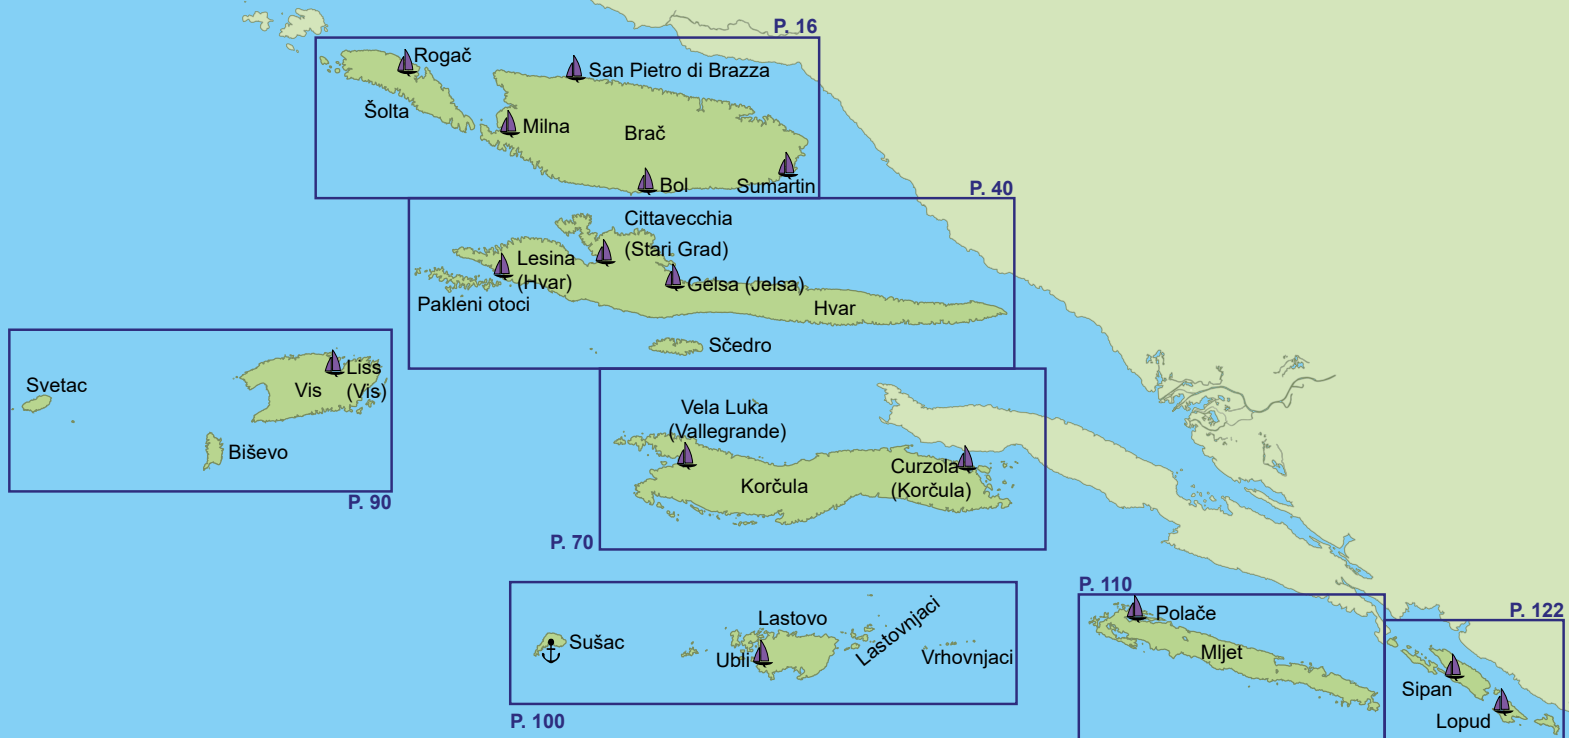 P. 16
Rogač
San Pietro di Brazza
Šolta
Milna
Brač
Bol
Sumartin
P. 40
Cittavecchia
(Stari Grad)
Lesina
(Hvar)
Gelsa (Jelsa)
Pakleni otoci
Hvar
Sčedro
Liss
(Vis)
Vis
Svetac
Biševo
P. 90
Vela Luka
(Vallegrande)
Curzola
(Korčula)
Korčula
P. 70
Lastovo
Lastovnjaci
Sušac
Ubli
Vrhovnjaci
P. 100
P. 110
Polače
Mljet
P. 122
Sipan
Lopud